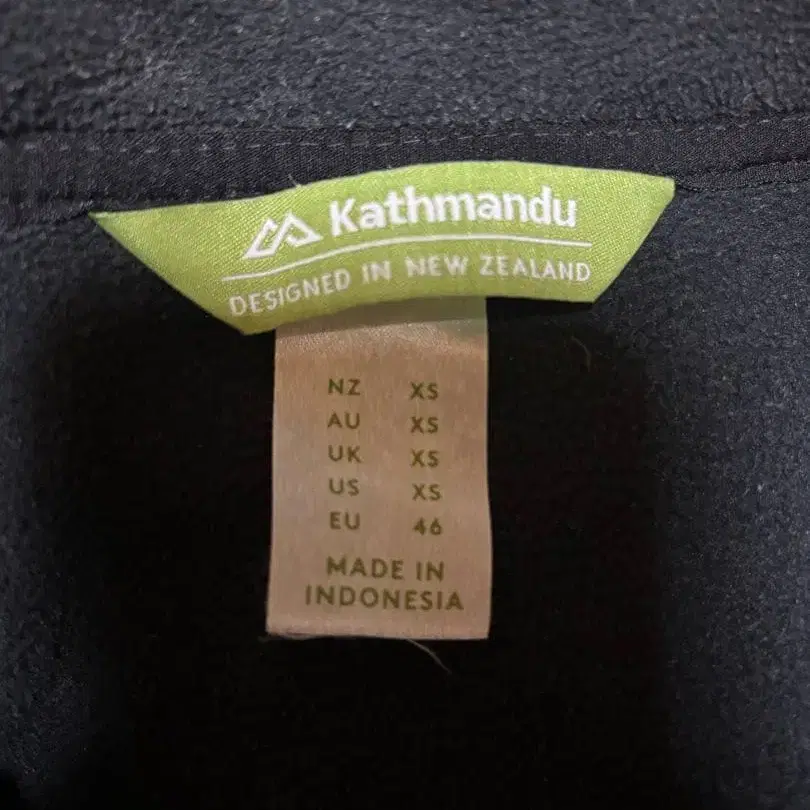 Kathmandu
DESIGNED IN NEW ZEALAND
NZ XS
AU XS
UK XS
US XS
EU 46
MADE IN
INDONESIA